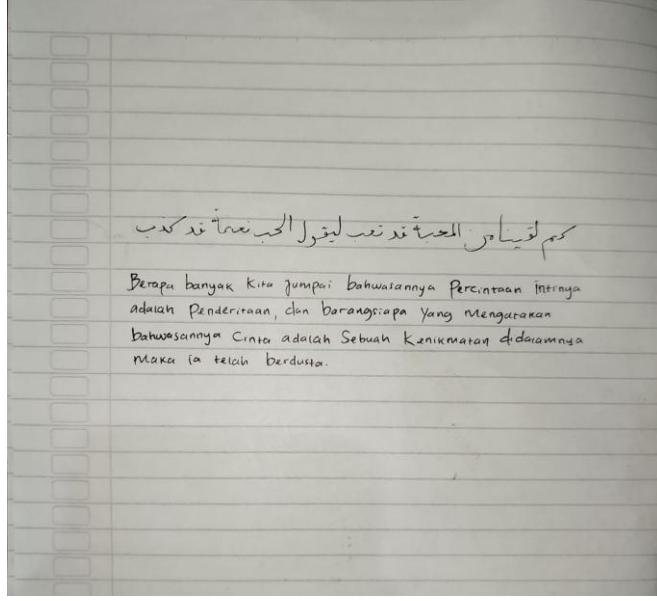 كم لقينا من المحبة قد تعب ليقول الحب نعمة قد كذب
Berapa banyak Kita Jumpai bahwasannya Percintaan intinya
adalah Penderitaan, dan barangsiapa Yang Mengatakan
bahwasannya Cinta adalah Sebuah Kenikmatan didalamnya
Maka ia telah berdusta.